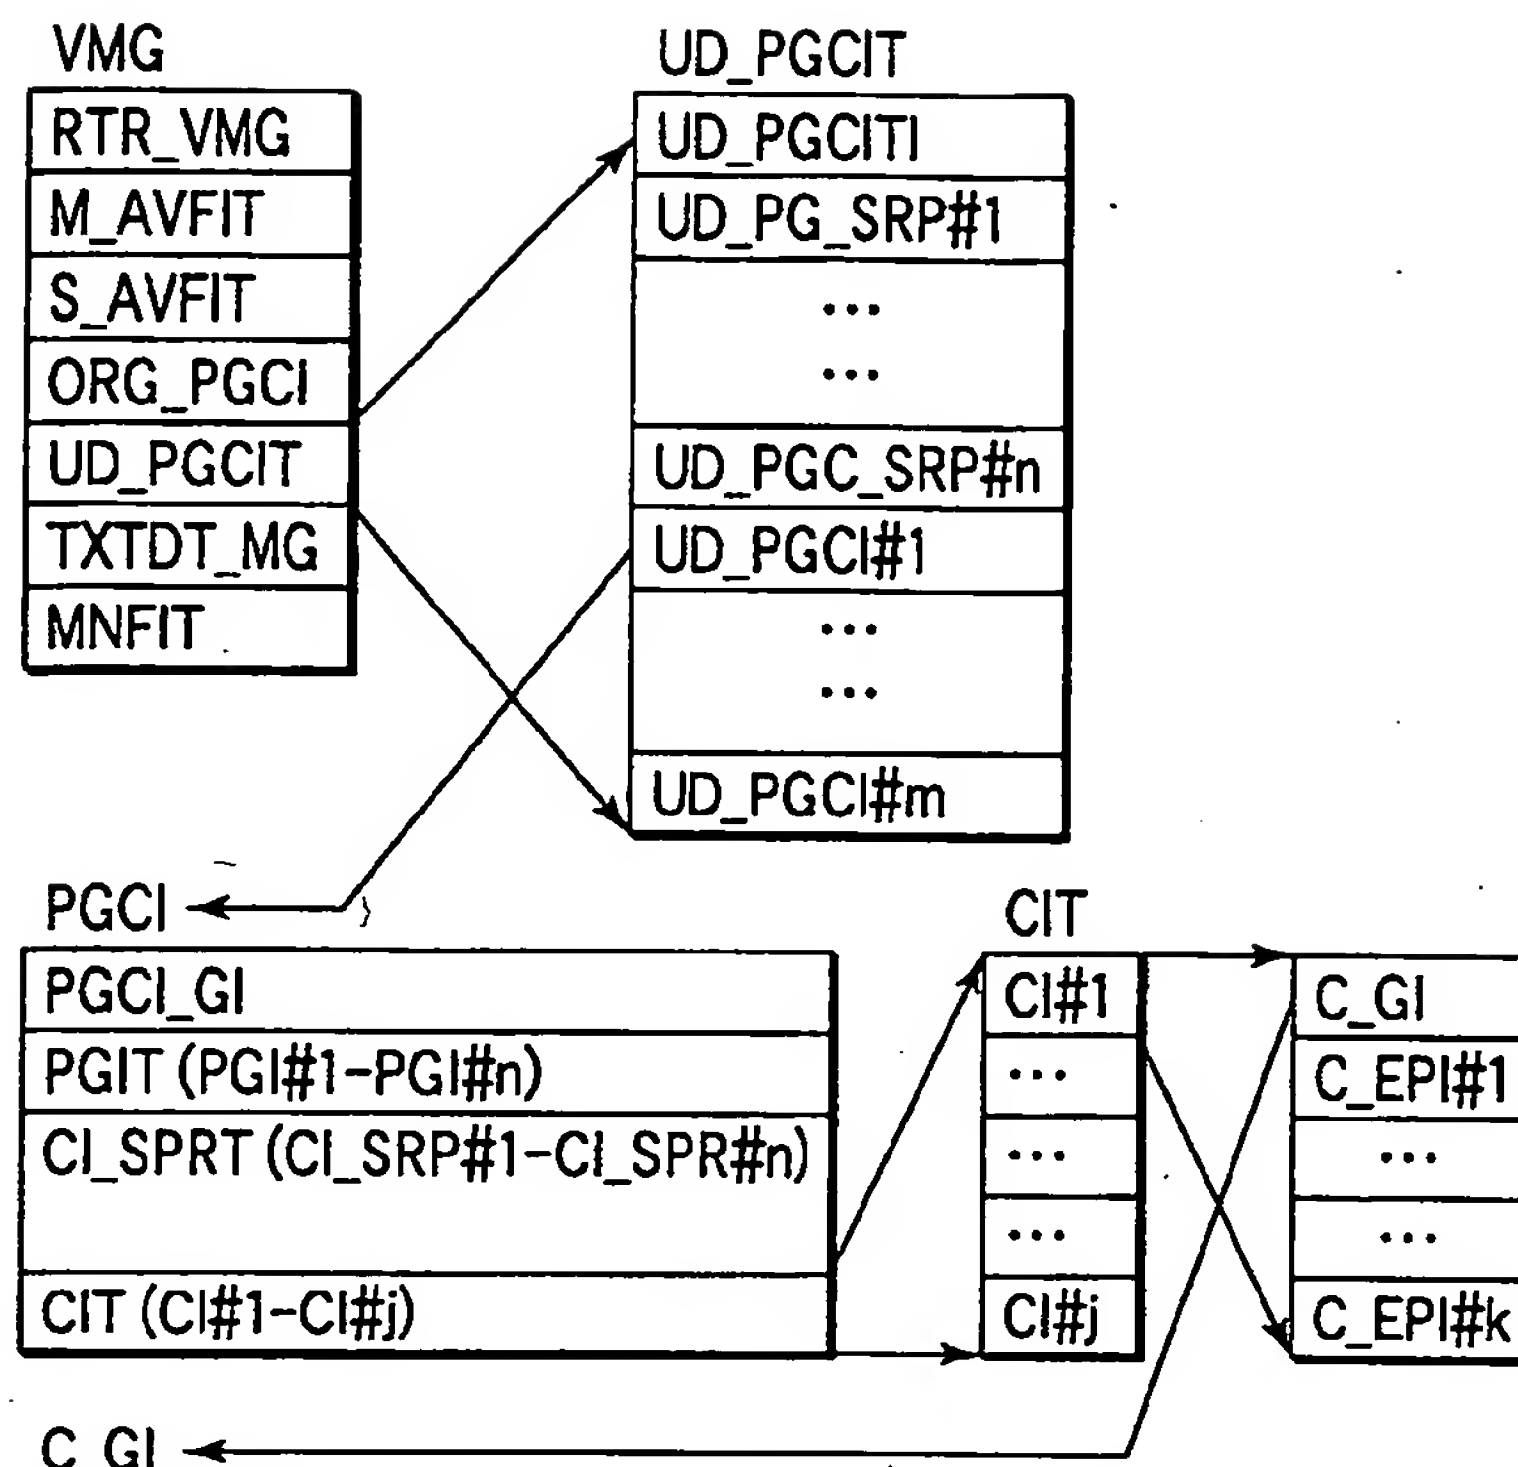 VMG
RTR_VMG
M_AVFIT
S_AVFIT
ORG_PGCI
UD_PGCIT
TXTDT_MG
MNFIT
UD_PGCIT
UD_PGCITI
UD_PG_SRP#1
...
...
UD_PGC_SRP#n
UD_PGCI#1
...
...
UD_PGCI#m
PGCI
PGCI_GI
PGIT (PGI#1-PGI#n)
CI_SPRT (CI_SRP#1-CI_SPR#n)
CIT (CI#1-CI#j)
CIT
CI#1
...
...
...
CI#j
C_GI
C_EPI#1
...
...
C_EPI#k
C_GI